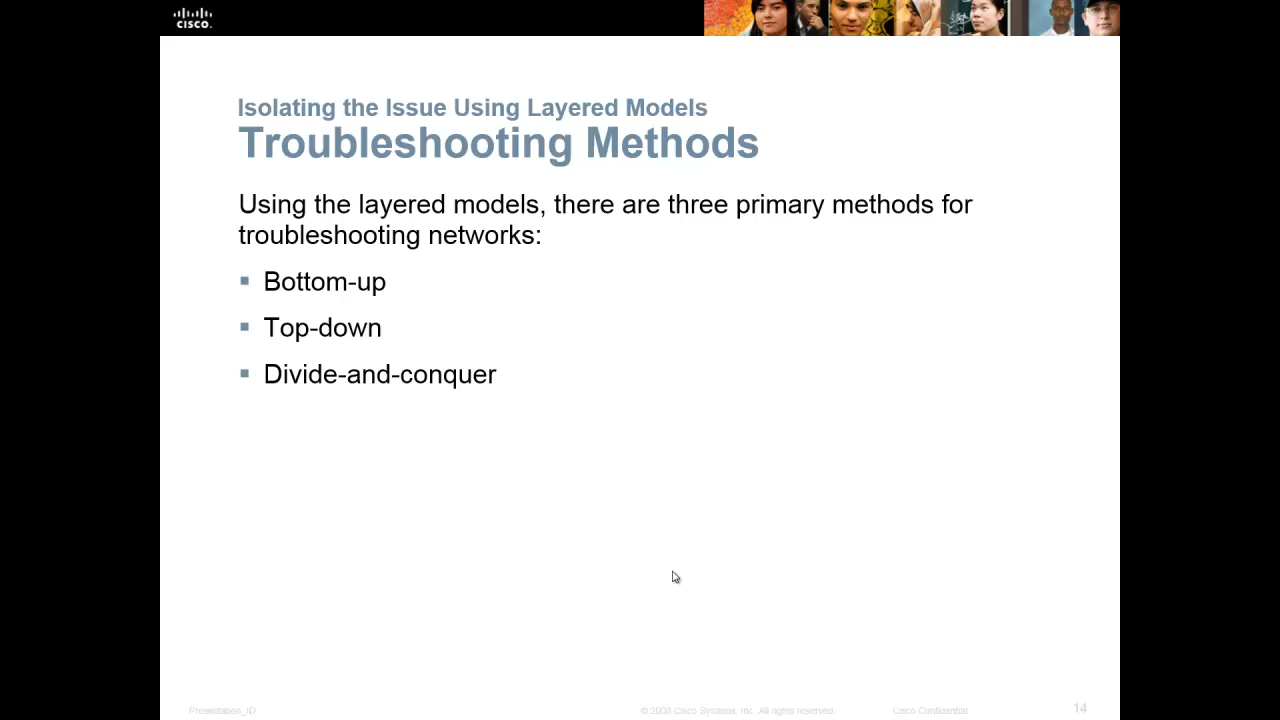 CISCO.
Isolating the Issue Using Layered Models
Troubleshooting Methods
Using the layered models, there are three primary methods for
troubleshooting networks:
Bottom-up
Top-down
Divide-and-conquer
Presentation_ID
© 2008 Cisco Systems, Inc. All rights reserved.
Cisco Confidential
14